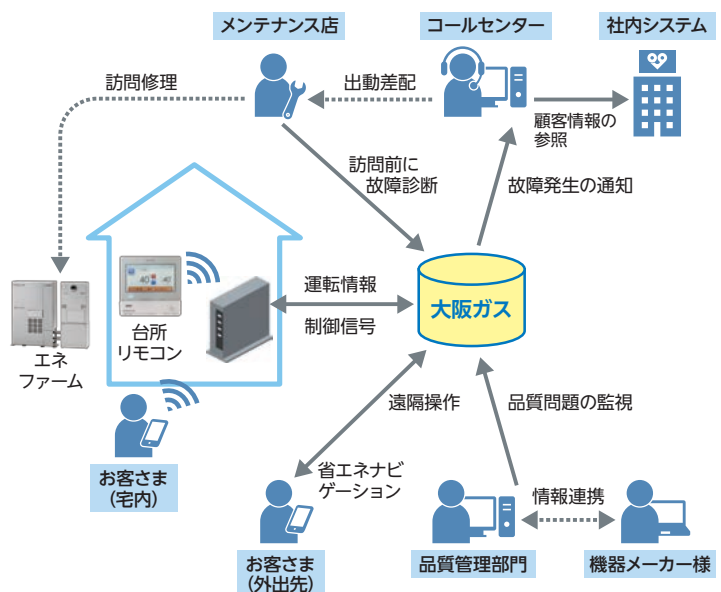 メンテナンス店
コールセンター
社内システム
訪問修理
出動差配
顧客情報の
参照
訪問前に
故障診断
故障発生の通知
40
大阪ガス
運転情報
制御信号
台所
リモコン
エネ
ファーム
遠隔操作
品質問題の監視
お客さま
(宅内)
省エネナビ
ゲーション
情報連携
お客さま
(外出先)
品質管理部門
機器メーカー様